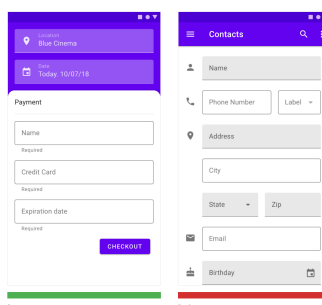 Location
Blue Cinema
Date
Today, 10/07/18
Payment
Name
Required
Credit Card
Required
Expiration date
Required
CHECKOUT
Contacts
Name
Phone Number
Label
Address
City
State
Zip
Email
Birthday